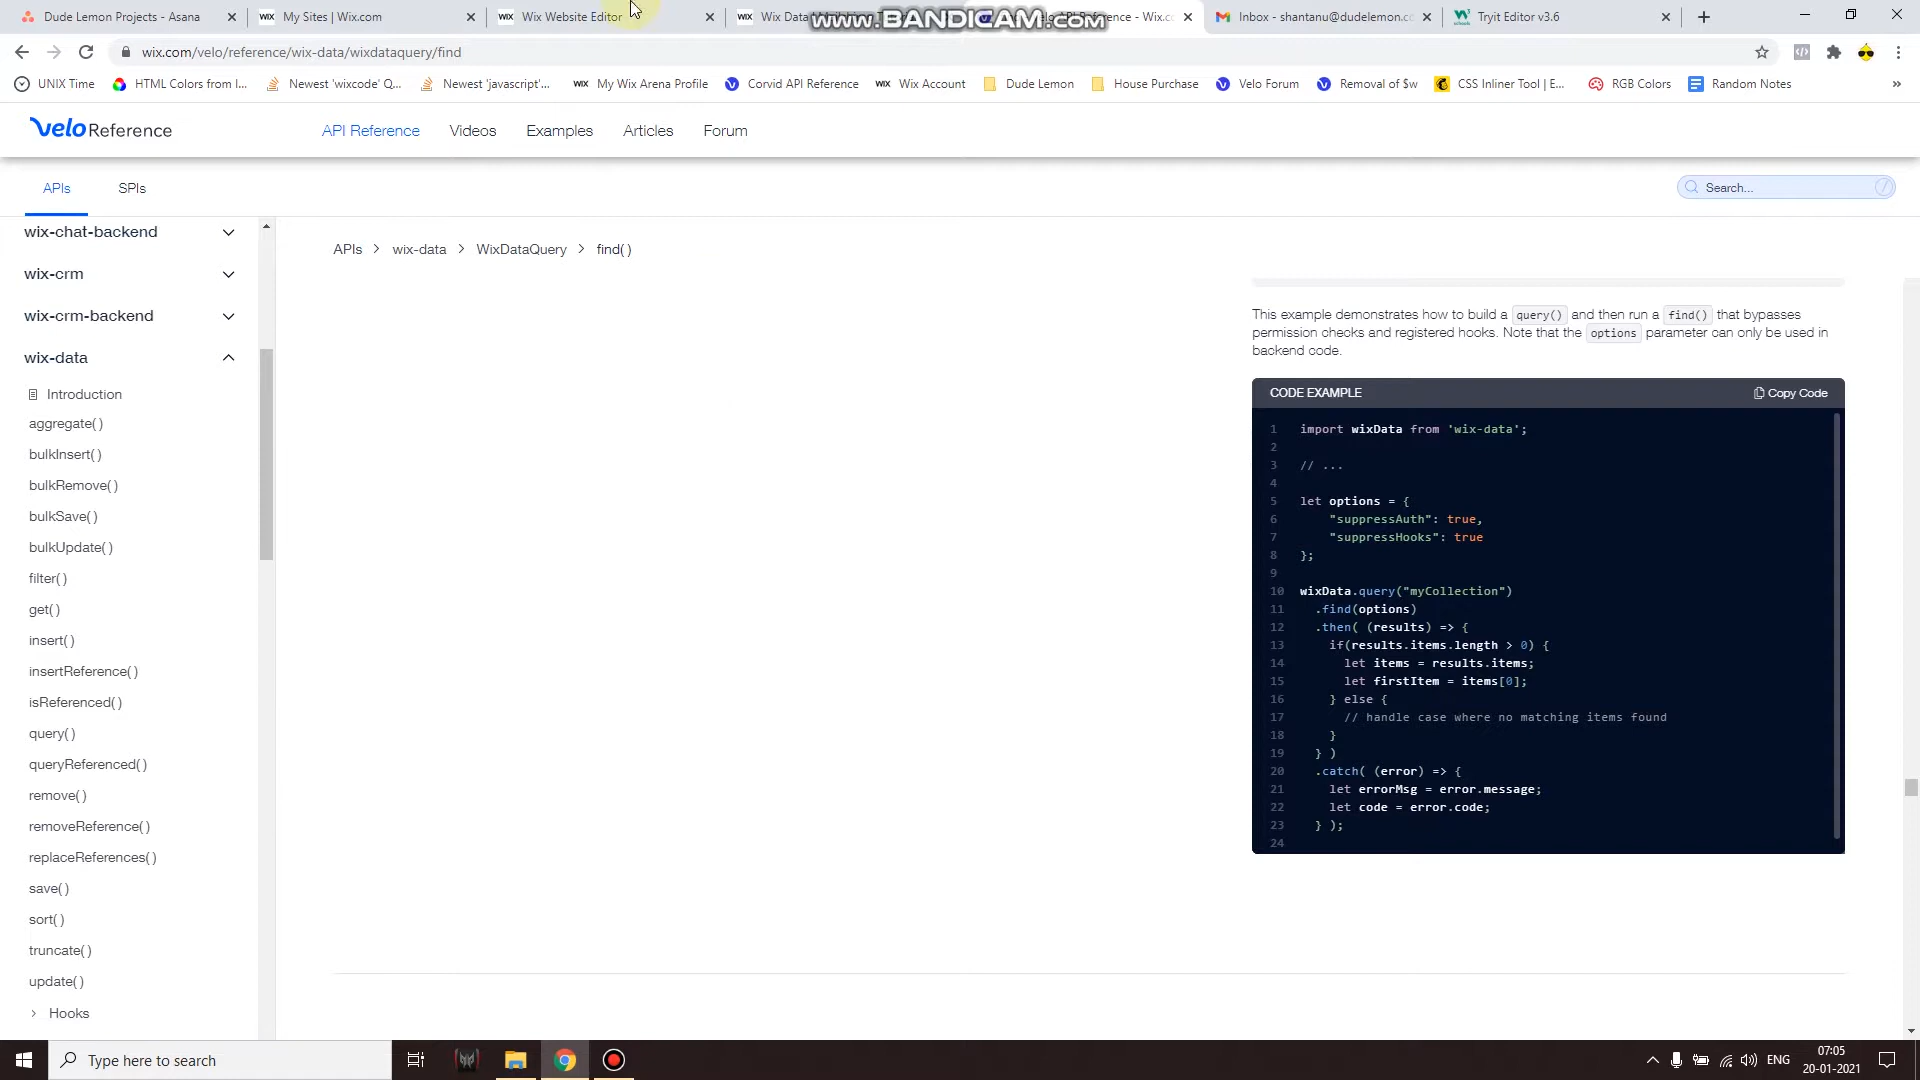 Dude Lemon Projects - Asana
My Sites | Wix.com
Wix Website Editor
Wix Data
Velo API Reference - Wix.c
Inbox - shantanu@dudelemon.cc
Tryit Editor v3.6
www.BANDICAM.com
wix.com/velo/reference/wix-data/wixdataquery/find
UNIX Time
HTML Colors from I...
Newest 'wixcode' Q...
Newest 'javascript'...
WIX My Wix Arena Profile
Corvid API Reference
WIX Wix Account
Dude Lemon
House Purchase
Velo Forum
Removal of $w
CSS Inliner Tool | E...
RGB Colors
Random Notes
»
velo Reference
API Reference
Videos
Examples
Articles
Forum
APIs
SPIs
Search...
wix-chat-backend
wix-crm
wix-crm-backend
wix-data
Introduction
aggregate( )
bulkInsert( )
bulkRemove( )
bulkSave( )
bulkUpdate( )
filter( )
get( )
insert( )
insertReference( )
isReferenced( )
query( )
queryReferenced( )
remove( )
removeReference( )
replaceReferences( )
save( )
sort( )
truncate( )
update( )
Hooks
APIs > wix-data > WixDataQuery > find( )
This example demonstrates how to build a query() and then run a find() that bypasses
permission checks and registered hooks. Note that the options parameter can only be used in
backend code.
CODE EXAMPLE
Copy Code
1 import wixData from 'wix-data';
2
3 // ...
4
5 let options = {
6 "suppressAuth": true,
7 "suppressHooks": true
8 };
9
10 wixData.query("myCollection")
11 .find(options)
12 .then( (results) => {
13 if(results.items.length > 0) {
14 let items = results.items;
15 let firstItem = items[0];
16 } else {
17 // handle case where no matching items found
18 }
19 } )
20 .catch( (error) => {
21 let errorMsg = error.message;
22 let code = error.code;
23 } );
24
Type here to search
ENG
07:05
20-01-2021